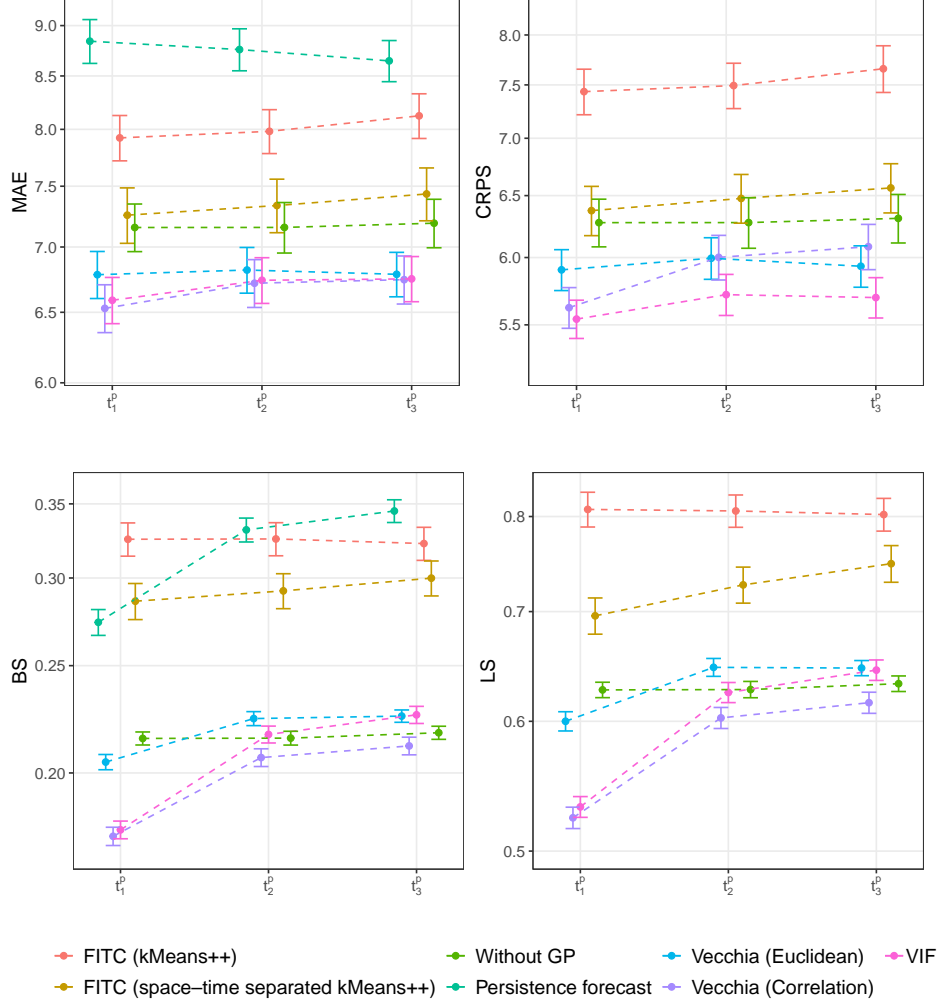 MAE
9.0
8.5
8.0
7.5
7.0
6.5
6.0
t₁ᵖ t₂ᵖ t₃ᵖ
CRPS
8.0
7.5
7.0
6.5
6.0
5.5
t₁ᵖ t₂ᵖ t₃ᵖ
BS
0.35
0.30
0.25
0.20
t₁ᵖ t₂ᵖ t₃ᵖ
LS
0.8
0.7
0.6
0.5
t₁ᵖ t₂ᵖ t₃ᵖ
FITC (kMeans++) Without GP Vecchia (Euclidean) VIF
FITC (space–time separated kMeans++) Persistence forecast Vecchia (Correlation)